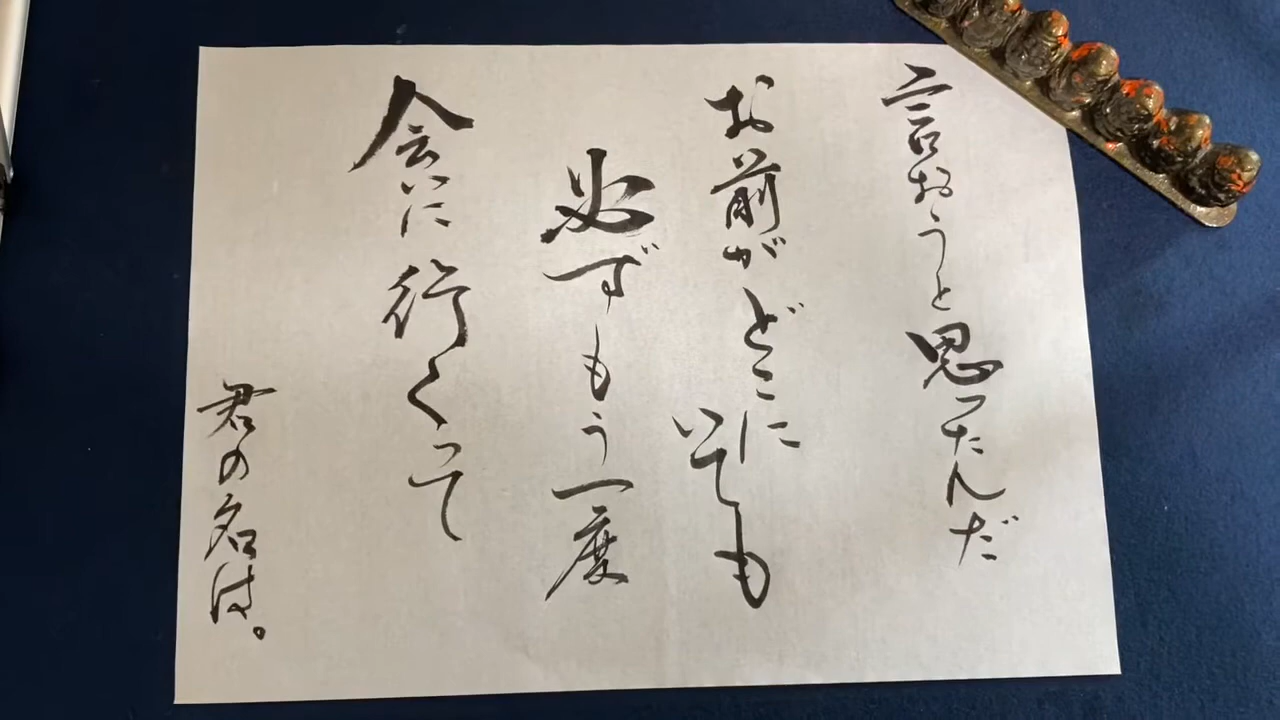 言おうと思ったんだ
お前がどこにいても
必ずもう一度
会いに行くって
君の名は。